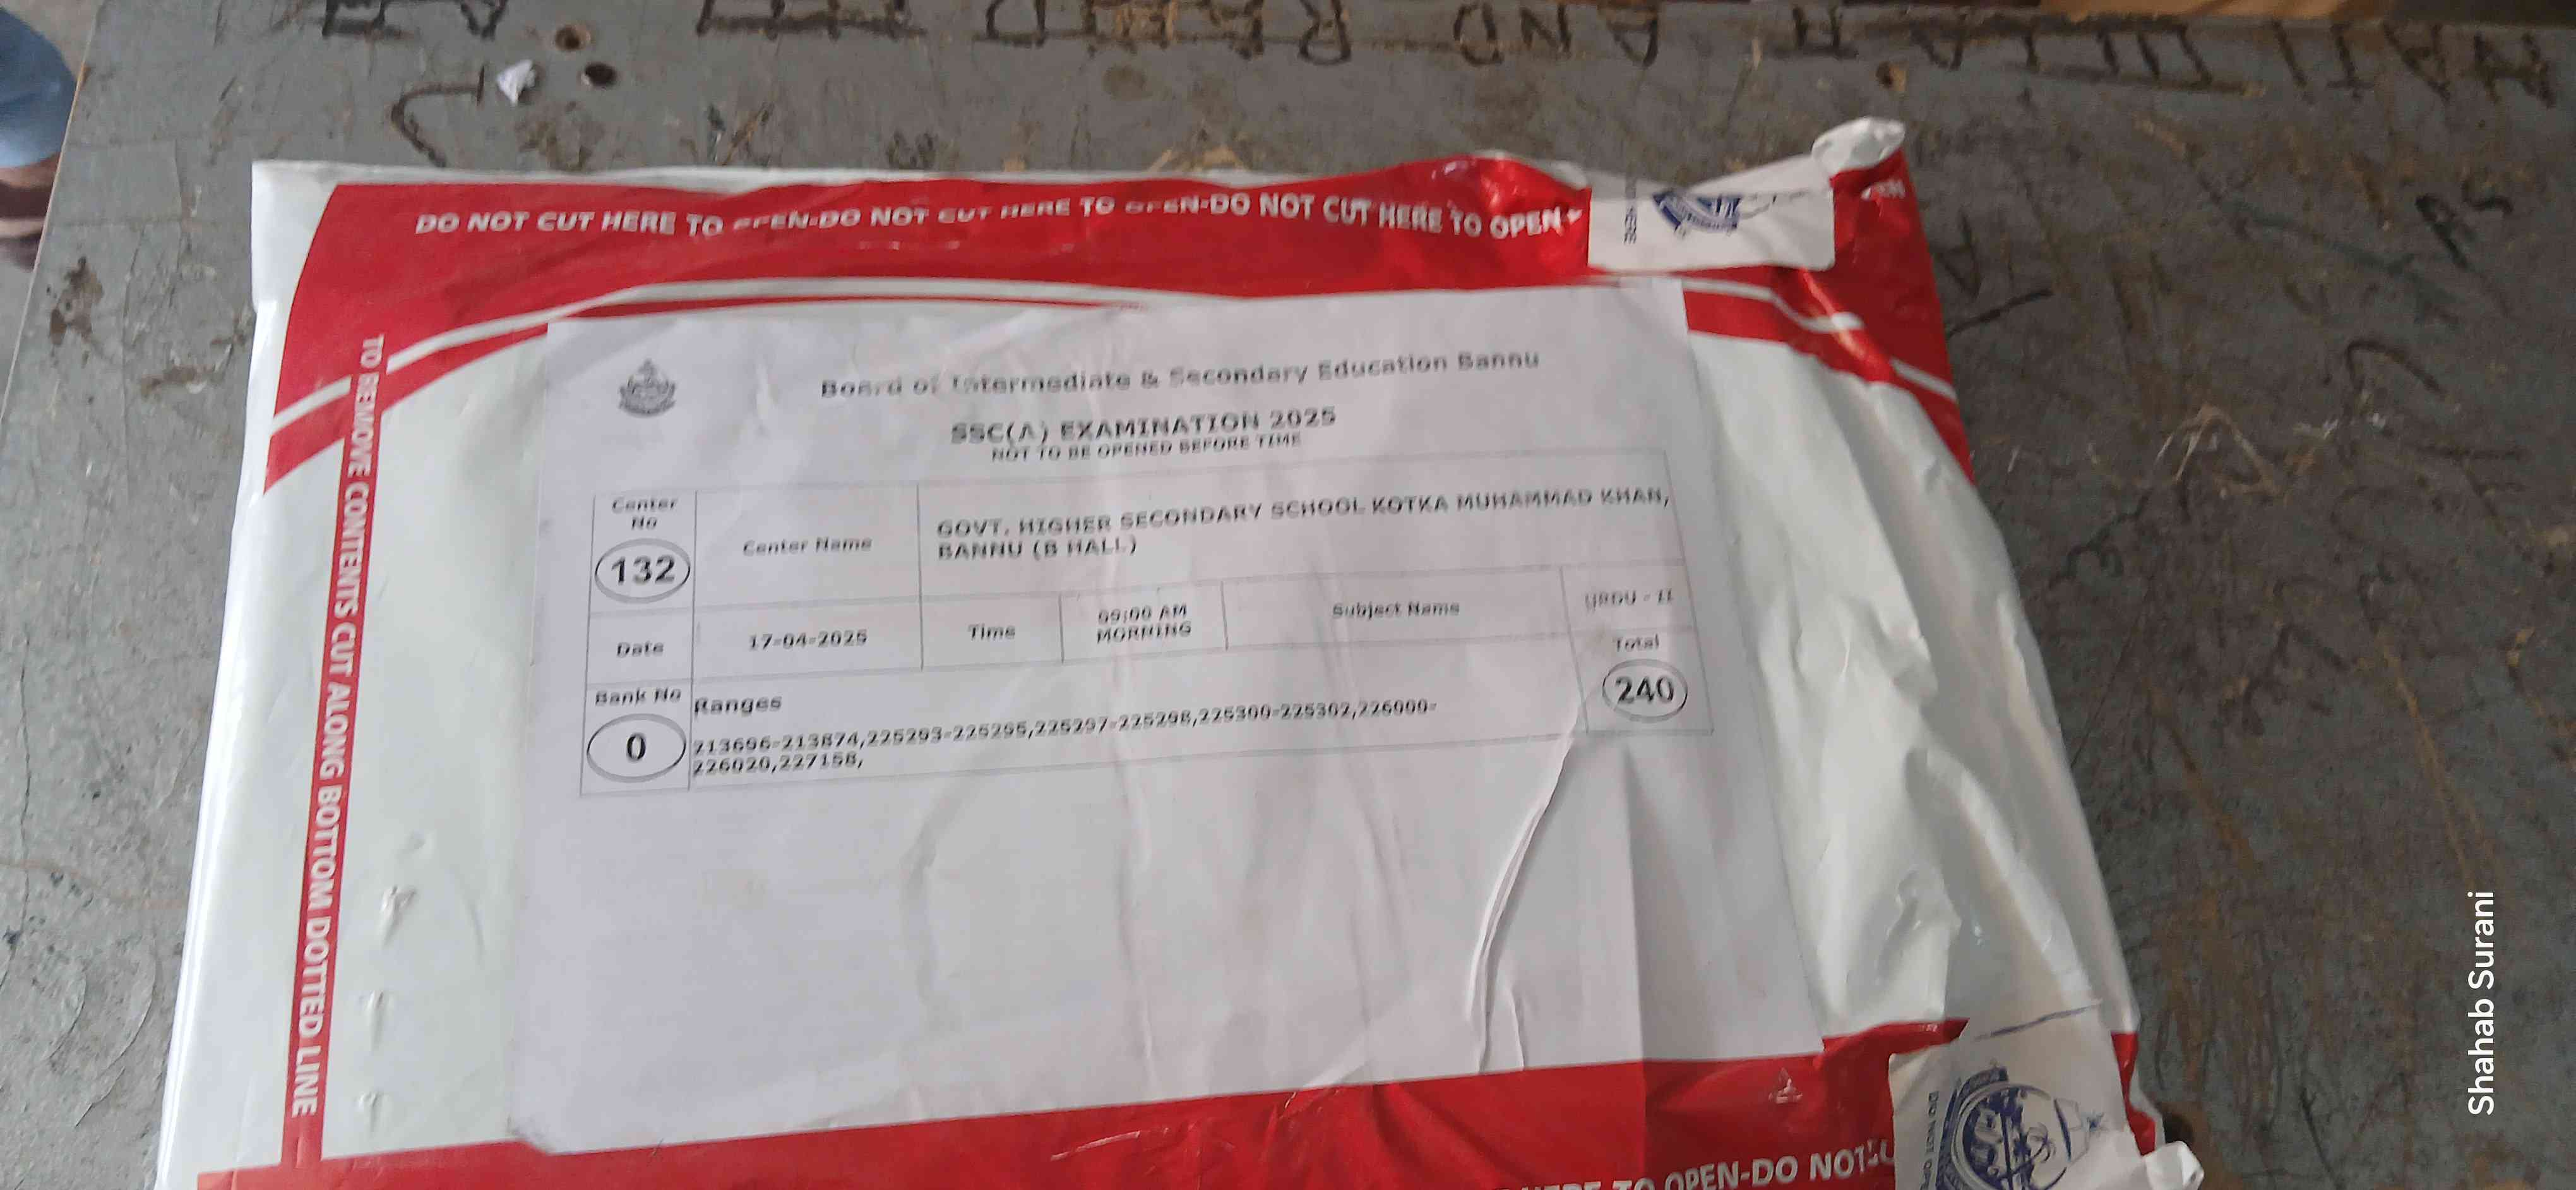 DO NOT CUT HERE TO OPEN-DO NOT CUT HERE TO OPEN-DO NOT CUT HERE TO OPEN
HERE
TO REMOVE CONTENTS CUT ALONG BOTTOM DOTTED LINE
Board of Intermediate & Secondary Education Bannu
SSC(A) EXAMINATION 2025
NOT TO BE OPENED BEFORE TIME
Center No
132
Center Name
GOVT. HIGHER SECONDARY SCHOOL KOTKA MUHAMMAD KHAN,
BANNU (B HALL)
Date
17-04-2025
Time
09:00 AM
MORNING
Subject Name
URDU - II
Total
240
Bank No
0
Ranges
213696-213874,225293-225295,225297-225298,225300-225302,226000-
226020,227158,
HERE TO OPEN-DO NOT
DO NOT
Shahab Surani